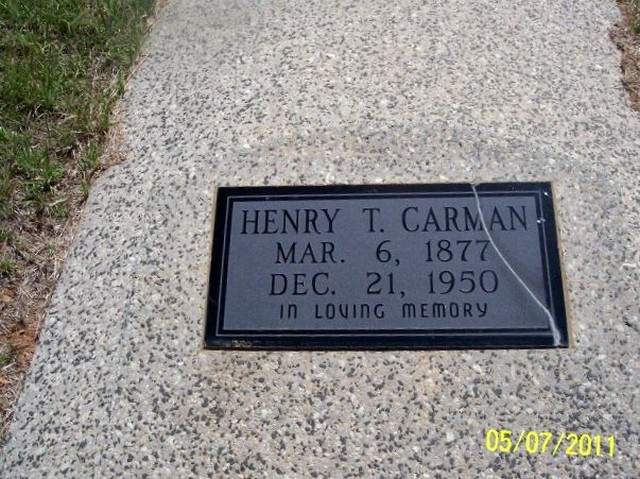 HENRY T. CARMAN
MAR. 6, 1877
DEC. 21, 1950
IN LOVING MEMORY
05/07/2011